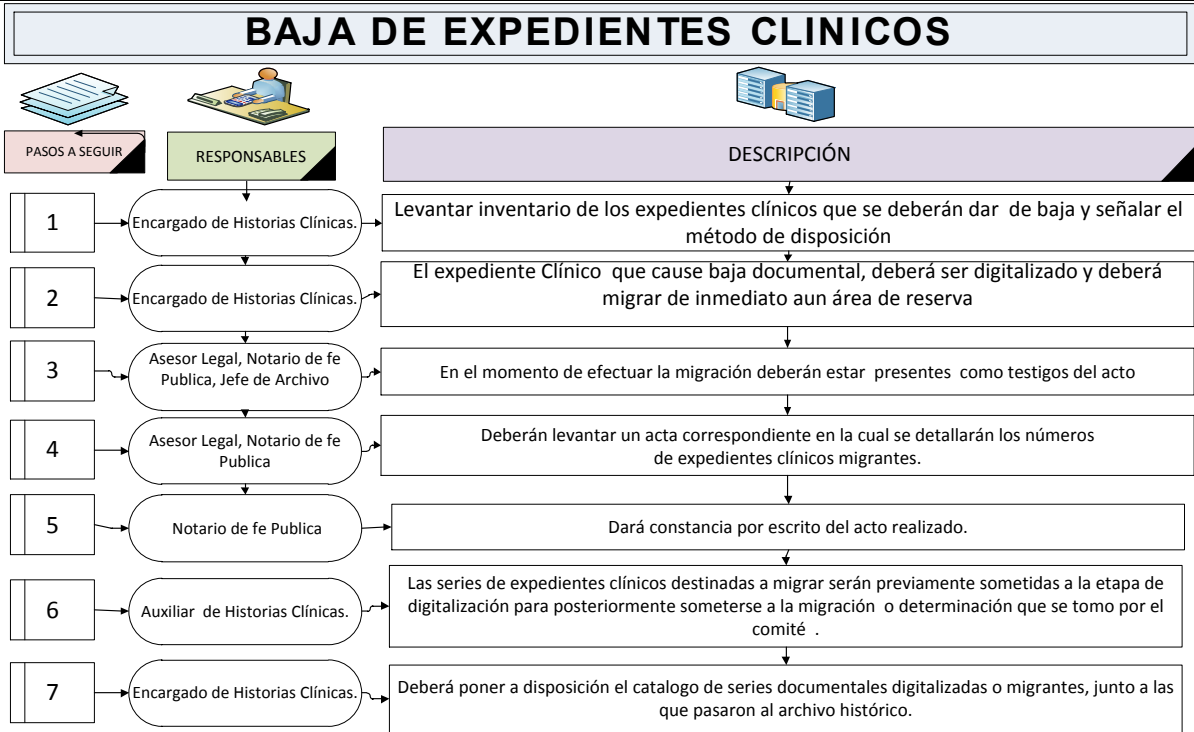 BAJA DE EXPEDIENTES CLINICOS
PASOS A SEGUIR
RESPONSABLES
DESCRIPCIÓN
1
Encargado de Historias Clínicas.
Levantar inventario de los expedientes clínicos que se deberán dar de baja y señalar el
método de disposición
2
Encargado de Historias Clínicas.
El expediente Clínico que cause baja documental, deberá ser digitalizado y deberá
migrar de inmediato aun área de reserva
3
Asesor Legal, Notario de fe
Publica, Jefe de Archivo
En el momento de efectuar la migración deberán estar presentes como testigos del acto
4
Asesor Legal, Notario de fe
Publica
Deberán levantar un acta correspondiente en la cual se detallarán los números
de expedientes clínicos migrantes.
5
Notario de fe Publica
Dará constancia por escrito del acto realizado.
6
Auxiliar de Historias Clínicas.
Las series de expedientes clínicos destinadas a migrar serán previamente sometidas a la etapa de
digitalización para posteriormente someterse a la migración o determinación que se tomo por el
comité .
7
Encargado de Historias Clínicas.
Deberá poner a disposición el catalogo de series documentales digitalizadas o migrantes, junto a las
que pasaron al archivo histórico.